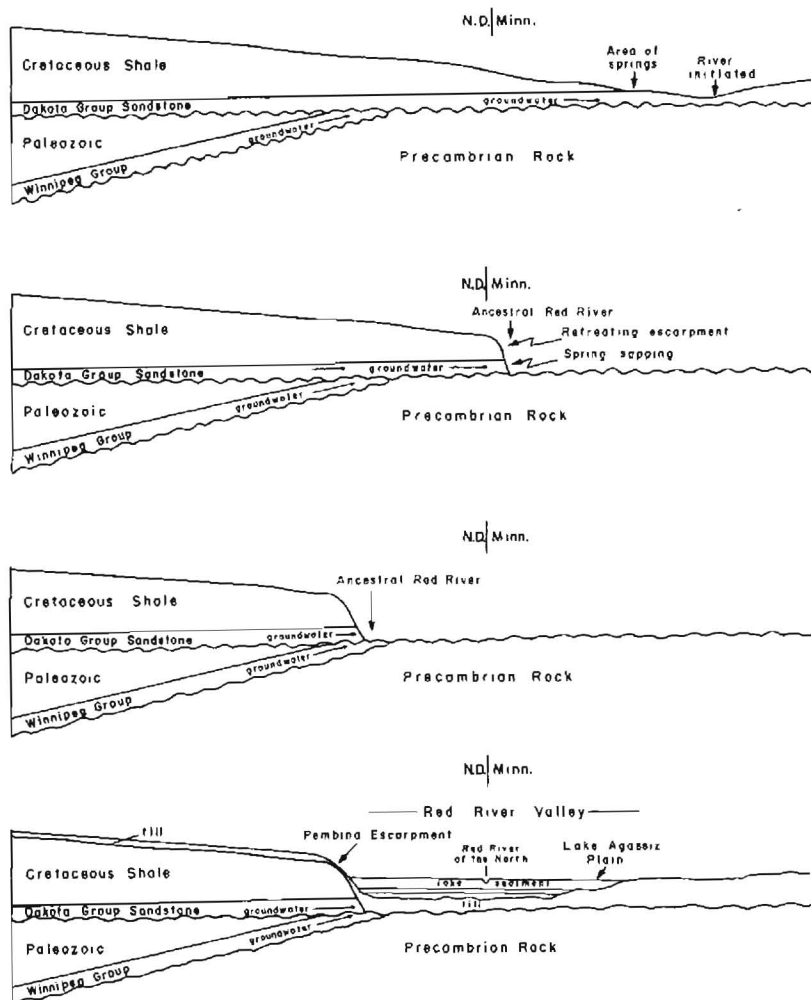 N.D. Minn.
Area of
springs
River
initiated
Cretaceous Shale
Dakota Group Sandstone
groundwater
groundwater
Paleozoic
Winnipeg Group
Precambrian Rock
N.D. Minn.
Ancestral Red River
Retreating escarpment
Spring sapping
Cretaceous Shale
Dakota Group Sandstone
groundwater
groundwater
Paleozoic
Winnipeg Group
Precambrian Rock
N.D. Minn.
Ancestral Red River
Cretaceous Shale
Dakota Group Sandstone
groundwater
groundwater
Paleozoic
Winnipeg Group
Precambrian Rock
N.D. Minn.
Red River Valley
till
Pembina Escarpment
Red River
of the North
Lake Agassiz
Plain
Cretaceous Shale
lake sediment
till
Dakota Group Sandstone
groundwater
groundwater
Paleozoic
Winnipeg Group
Precambrian Rock